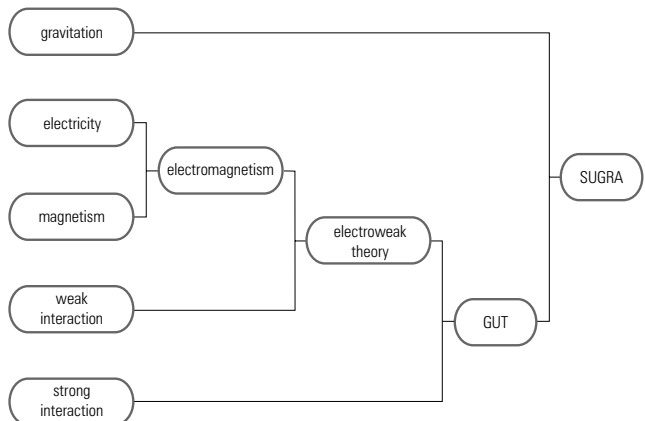 gravitation
electricity
electromagnetism
SUGRA
magnetism
electroweak
theory
weak
interaction
GUT
strong
interaction